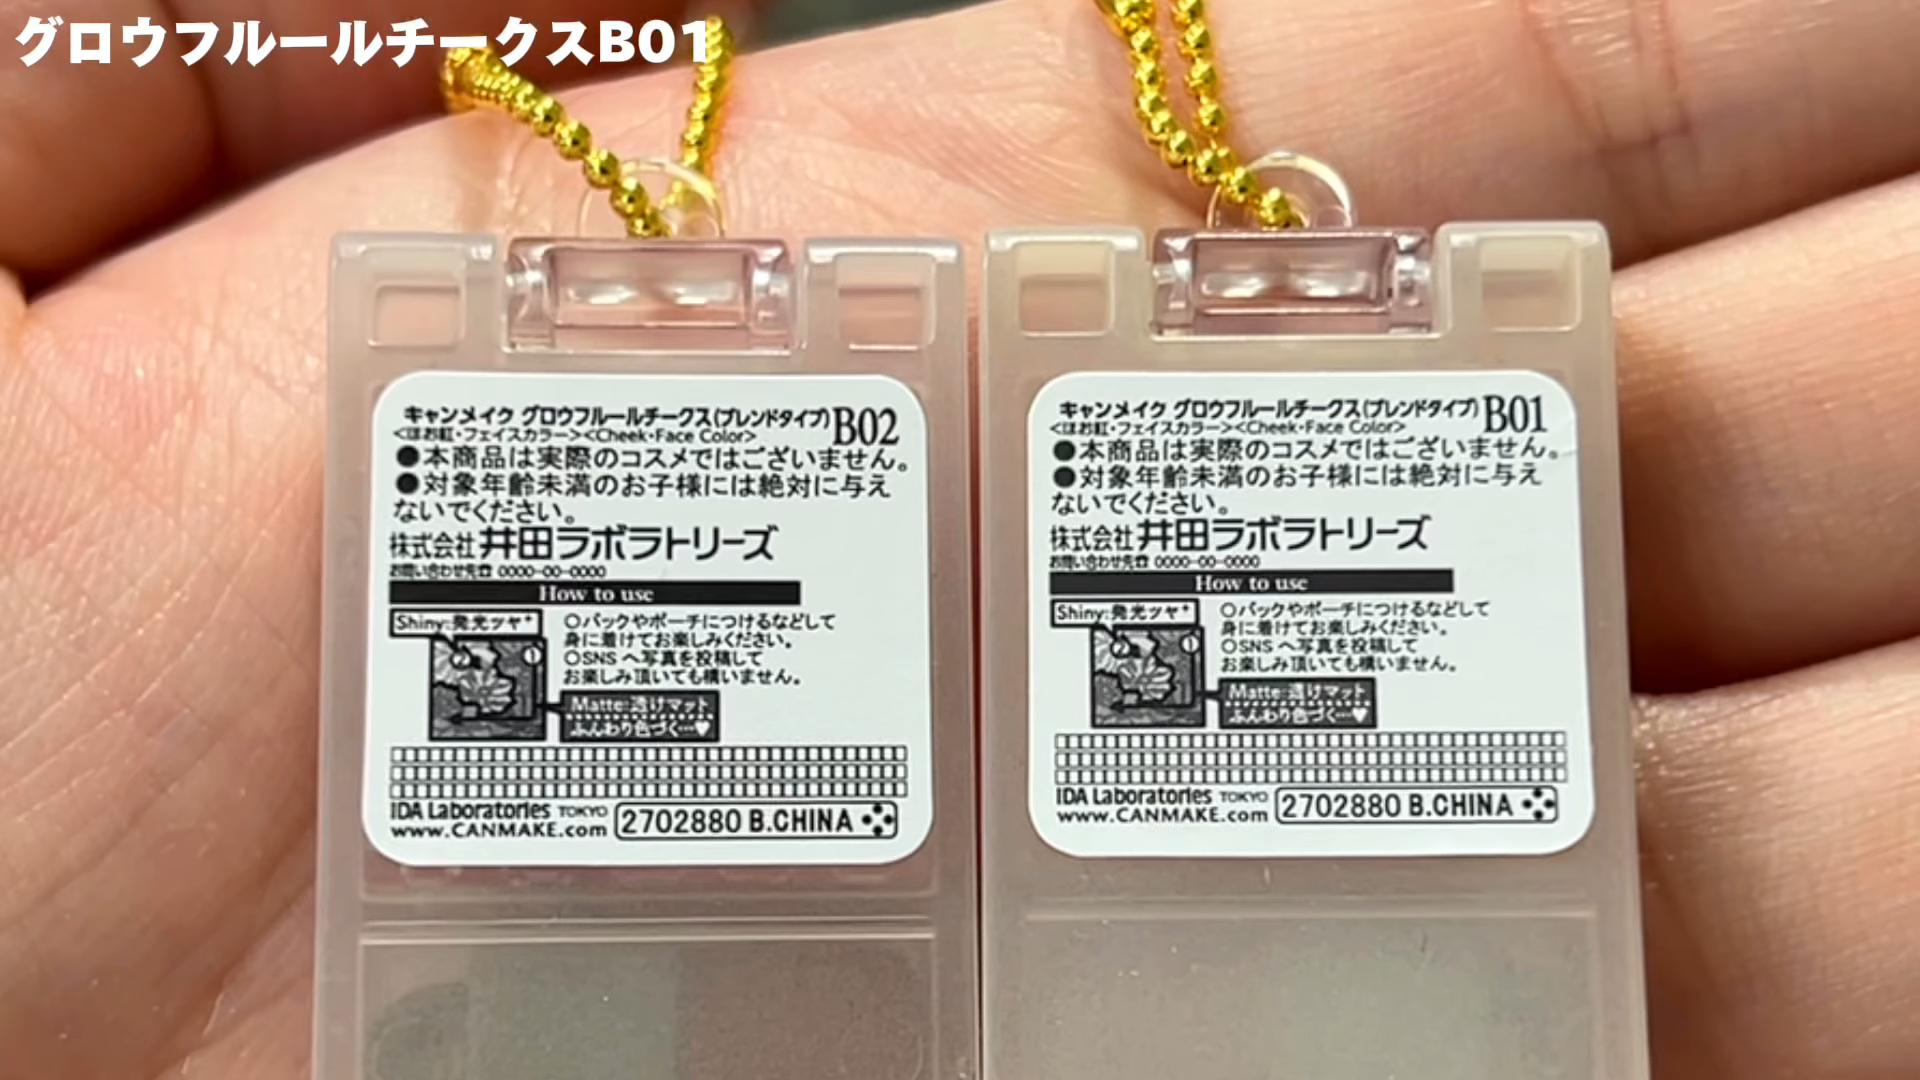 グロウフルールチークスB01
キャンメイク グロウフルールチークス(ブレンドタイプ) B02
<ほお紅・フェイスカラー><Cheek・Face Color>
●本商品は実際のコスメではございません。
●対象年齢未満のお子様には絶対に与え
ないでください。
株式会社 井田ラボラトリーズ
お問い合わせ先☎ 0000-00-0000
How to use
Shiny:発光ツヤ+
○バックやポーチにつけるなどして
身に着けてお楽しみください。
○SNS へ写真を投稿して
お楽しみ頂いても構いません。
2 1
Matte:透けマット
ふんわり色づく…♥
IDA Laboratories TOKYO
www.CANMAKE.com
2702880 B.CHINA
キャンメイク グロウフルールチークス(ブレンドタイプ) B01
<ほお紅・フェイスカラー><Cheek・Face Color>
●本商品は実際のコスメではございません。
●対象年齢未満のお子様には絶対に与え
ないでください。
株式会社 井田ラボラトリーズ
お問い合わせ先☎ 0000-00-0000
How to use
Shiny:発光ツヤ+
○バックやポーチにつけるなどして
身に着けてお楽しみください。
○SNS へ写真を投稿して
お楽しみ頂いても構いません。
2 1
Matte:透けマット
ふんわり色づく…♥
IDA Laboratories TOKYO
www.CANMAKE.com
2702880 B.CHINA